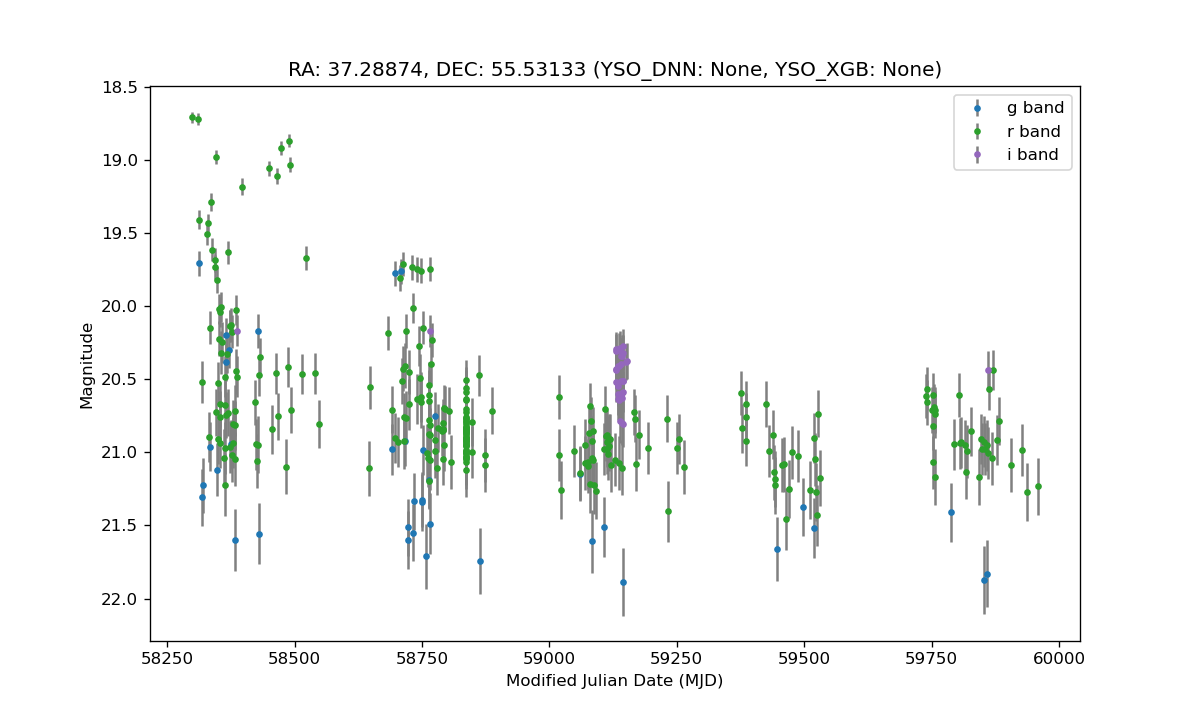 RA: 37.28874, DEC: 55.53133 (YSO_DNN: None, YSO_XGB: None)
18.5
19.0
19.5
20.0
20.5
21.0
21.5
22.0
Magnitude
g band
r band
i band
58250
58500
58750
59000
59250
59500
59750
60000
Modified Julian Date (MJD)